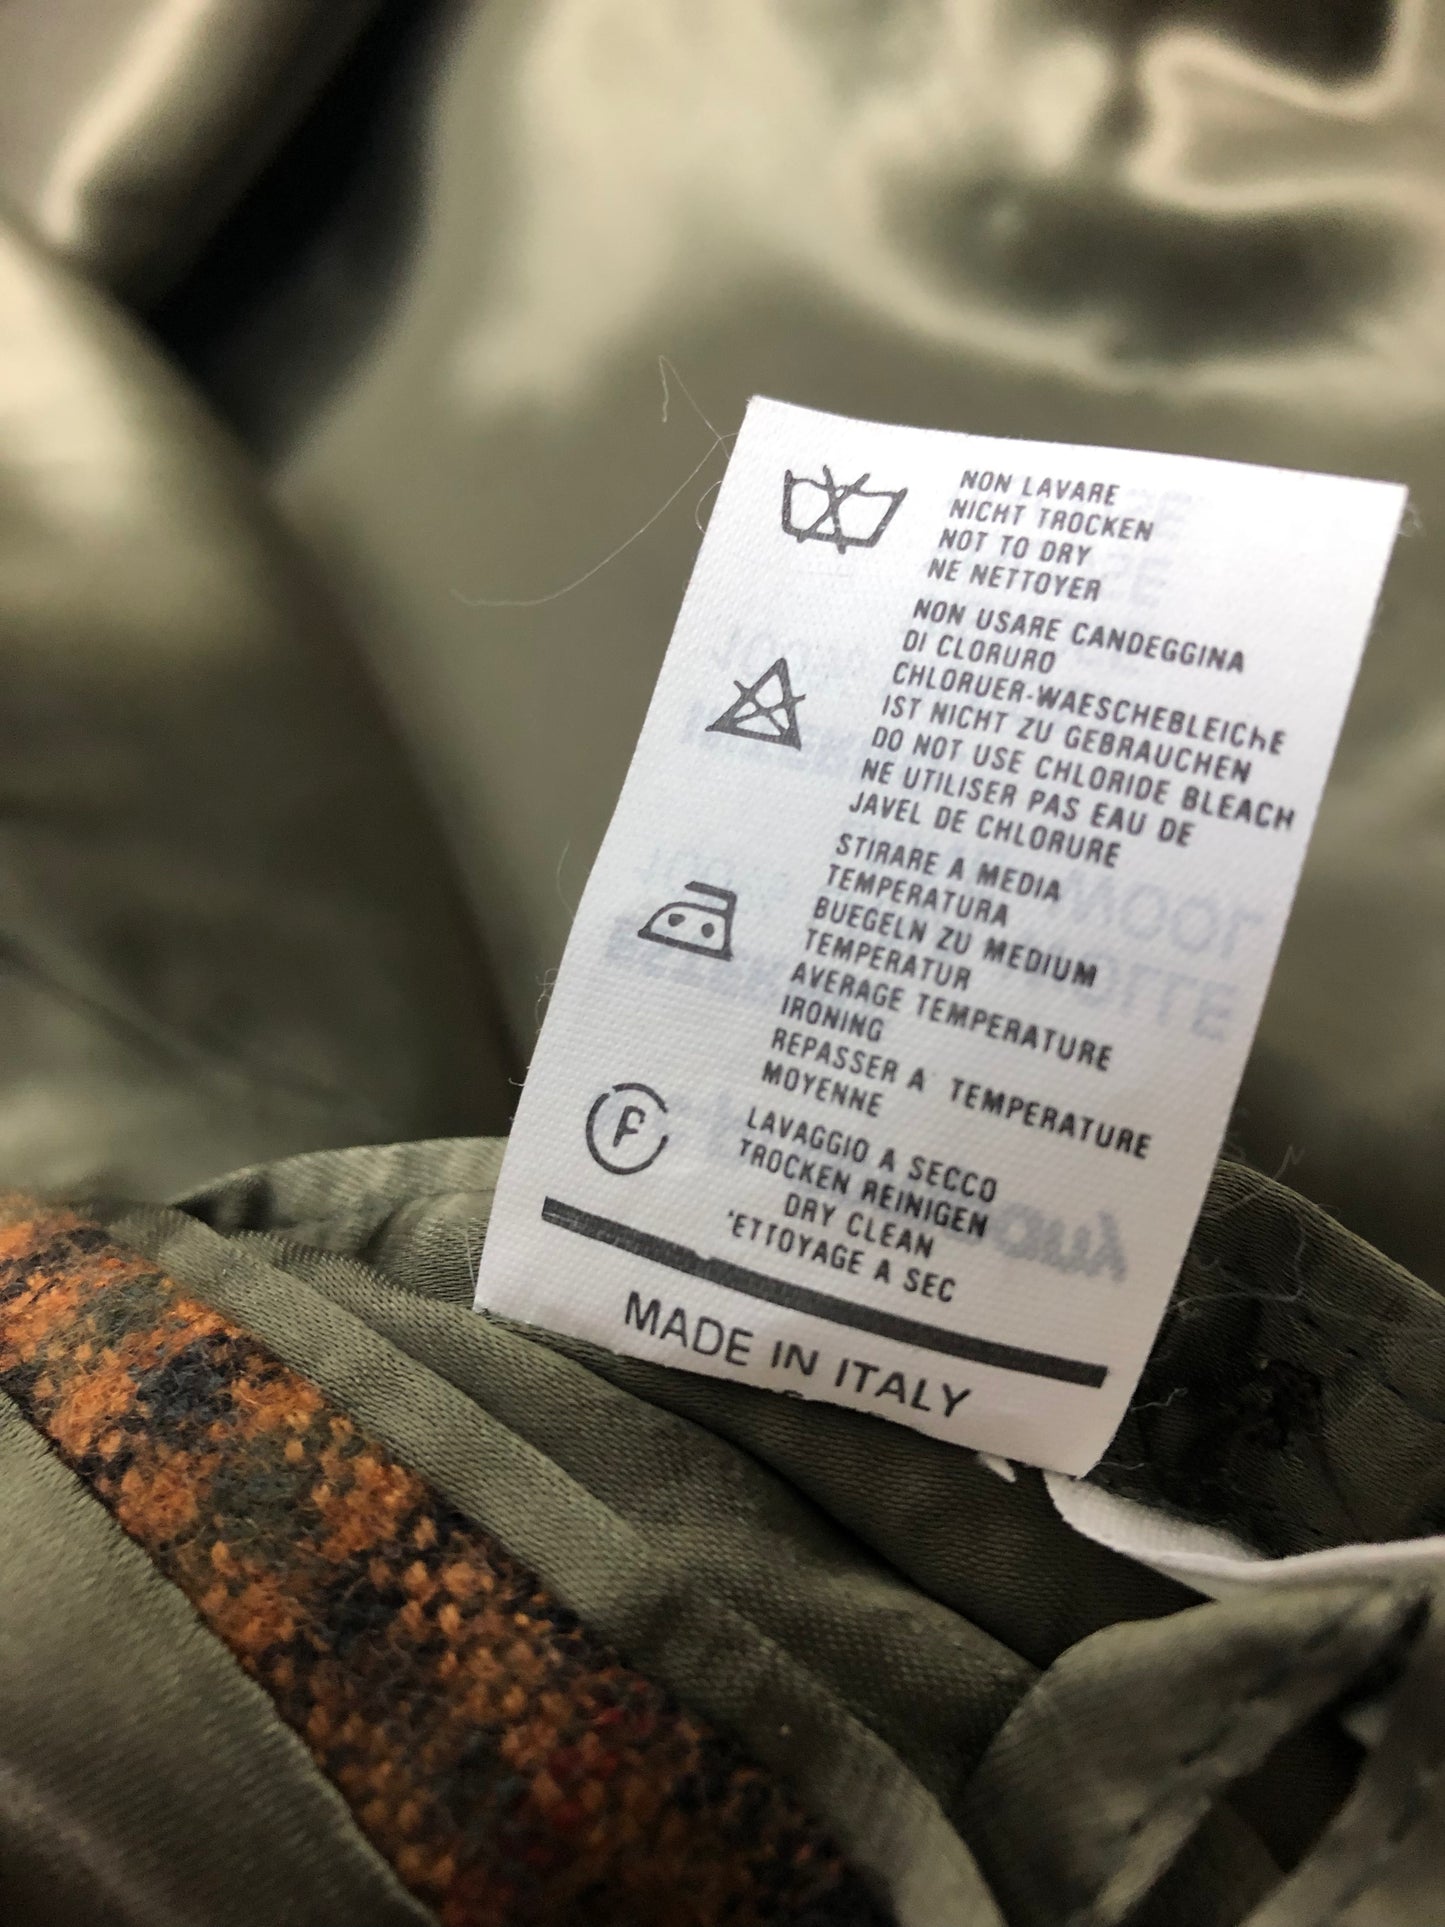 NON LAVARE
NICHT TROCKEN
NOT TO DRY
NE NETTOYER
NON USARE CANDEGGINA
DI CLORURO
CHLORUER-WAESCHEBLEICHE
IST NICHT ZU GEBRAUCHEN
DO NOT USE CHLORIDE BLEACH
NE UTILISER PAS EAU DE
JAVEL DE CHLORURE
STIRARE A MEDIA
TEMPERATURA
BUEGELN ZU MEDIUM
TEMPERATUR
AVERAGE TEMPERATURE
IRONING
REPASSER A' TEMPERATURE
MOYENNE
P
LAVAGGIO A SECCO
TROCKEN REINIGEN
DRY CLEAN
'ETTOYAGE A SEC
MADE IN ITALY